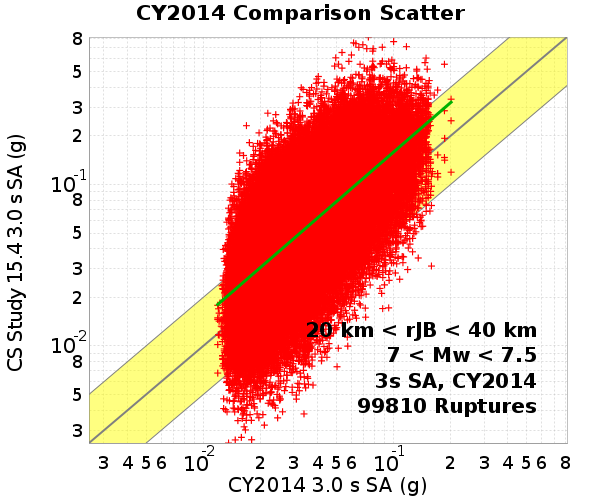 CY2014 Comparison Scatter
CS Study 15.4 3.0 s SA (g)
8
5
3
2
10-1
8
5
3
2
10-2
8
5
3
20 km < rJB < 40 km
7 < Mw < 7.5
3s SA, CY2014
99810 Ruptures
3 4 5 6 10-2 2 3 4 5 6 8 10-1 2 3 4 5 6 8
CY2014 3.0 s SA (g)